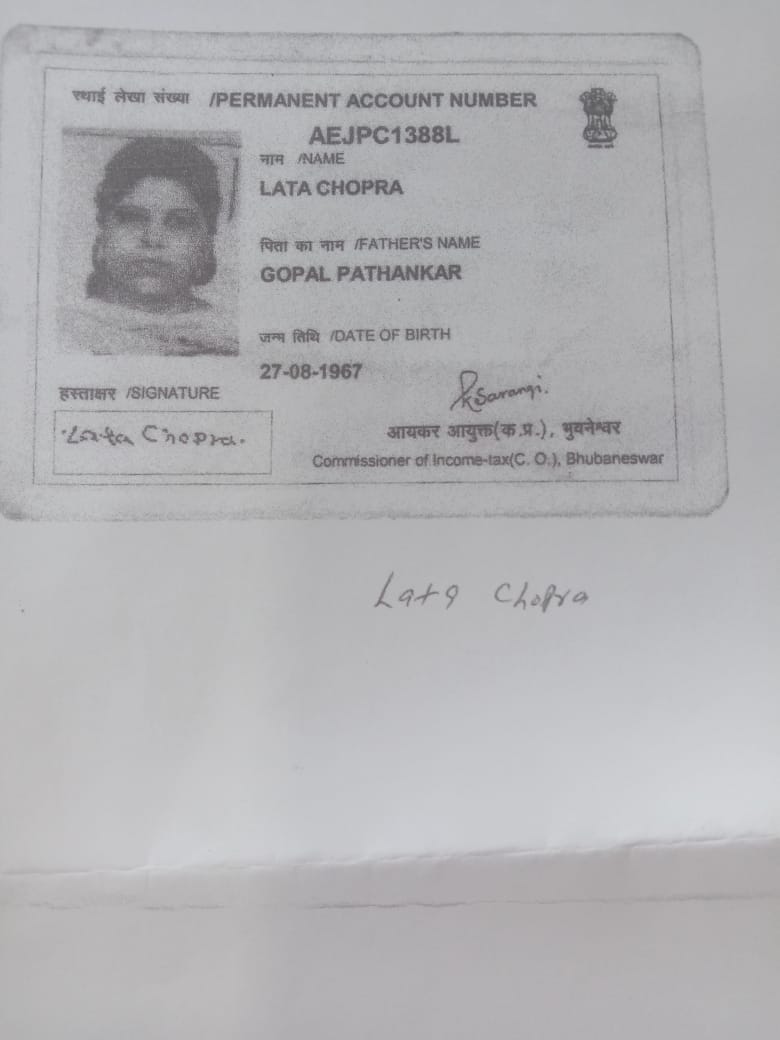 स्थाई लेखा संख्या /PERMANENT ACCOUNT NUMBER
AEJPC1388L
नाम /NAME
LATA CHOPRA
पिता का नाम /FATHER'S NAME
GOPAL PATHANKAR
जन्म तिथि /DATE OF BIRTH
27-08-1967
हस्ताक्षर /SIGNATURE
Lata Chopra.
PKSarangi.
आयकर आयुक्त(क.प्र.), भुवनेश्वर
Commissioner of Income-tax(C. O.), Bhubaneswar
Lata Chopra